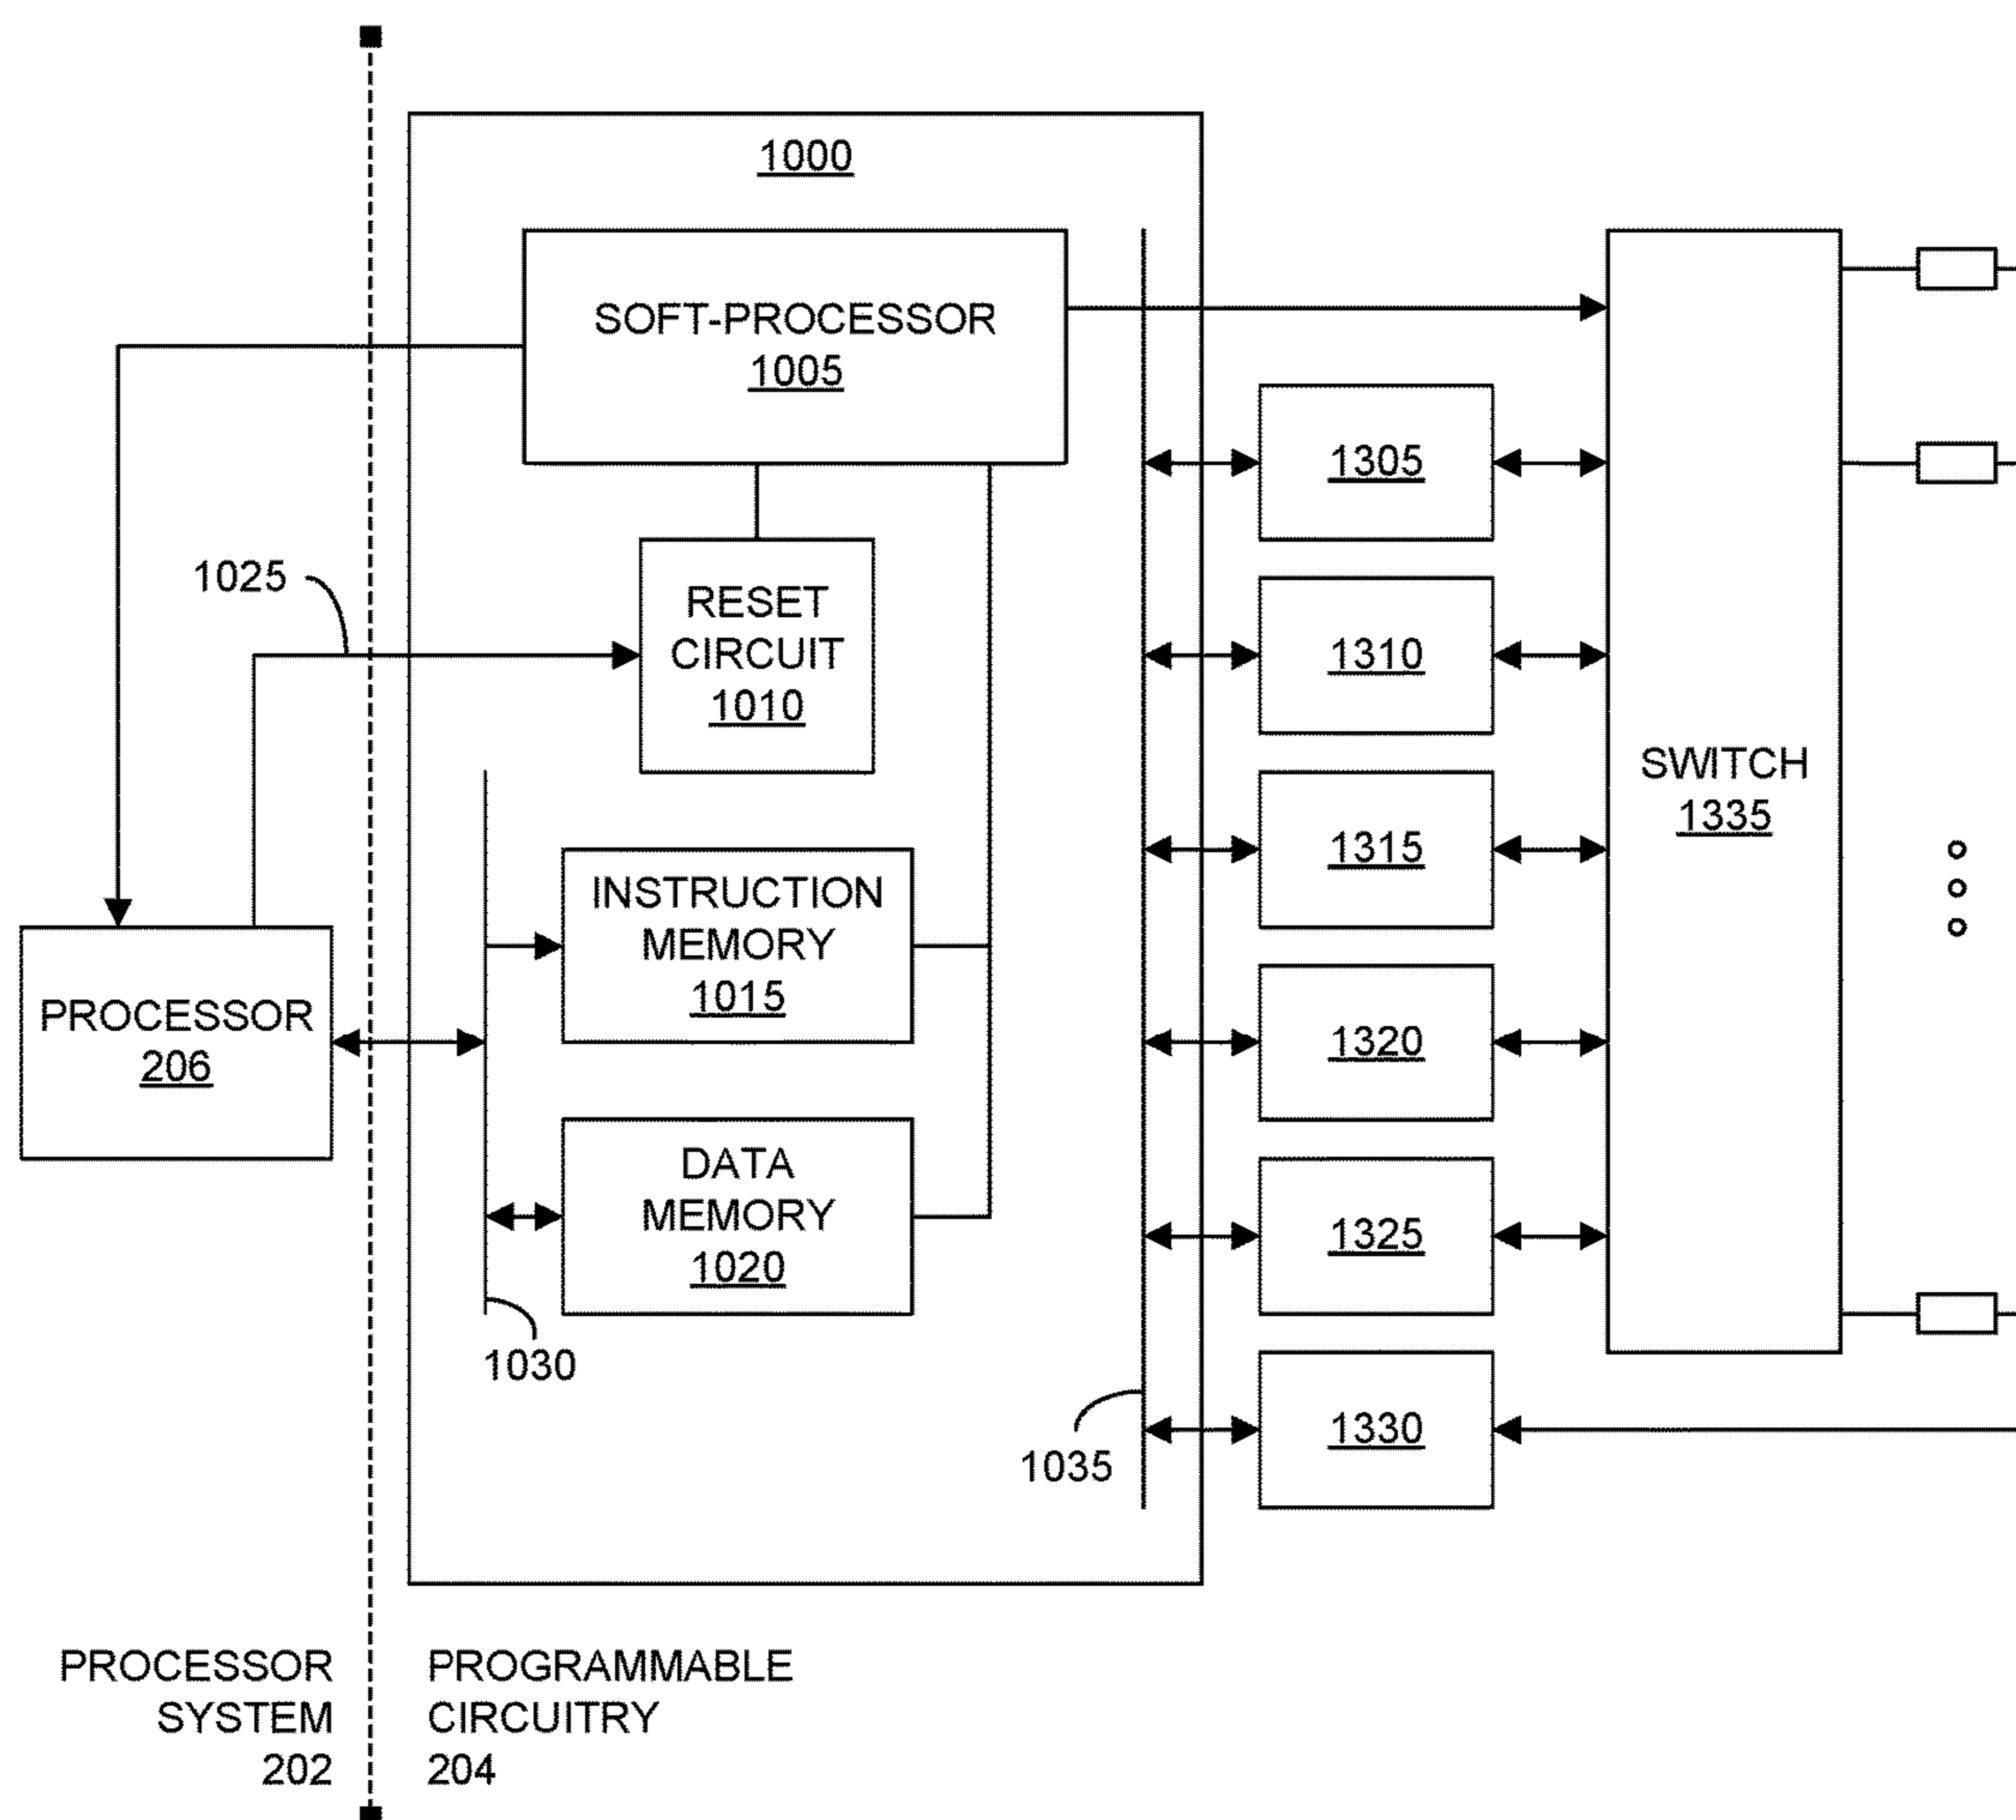 1000
SOFT-PROCESSOR
1005
1025
RESET
CIRCUIT
1010
INSTRUCTION
MEMORY
1015
PROCESSOR
206
DATA
MEMORY
1020
1030
1035
1305
1310
1315
1320
1325
1330
SWITCH
1335
PROCESSOR
SYSTEM
202
PROGRAMMABLE
CIRCUITRY
204